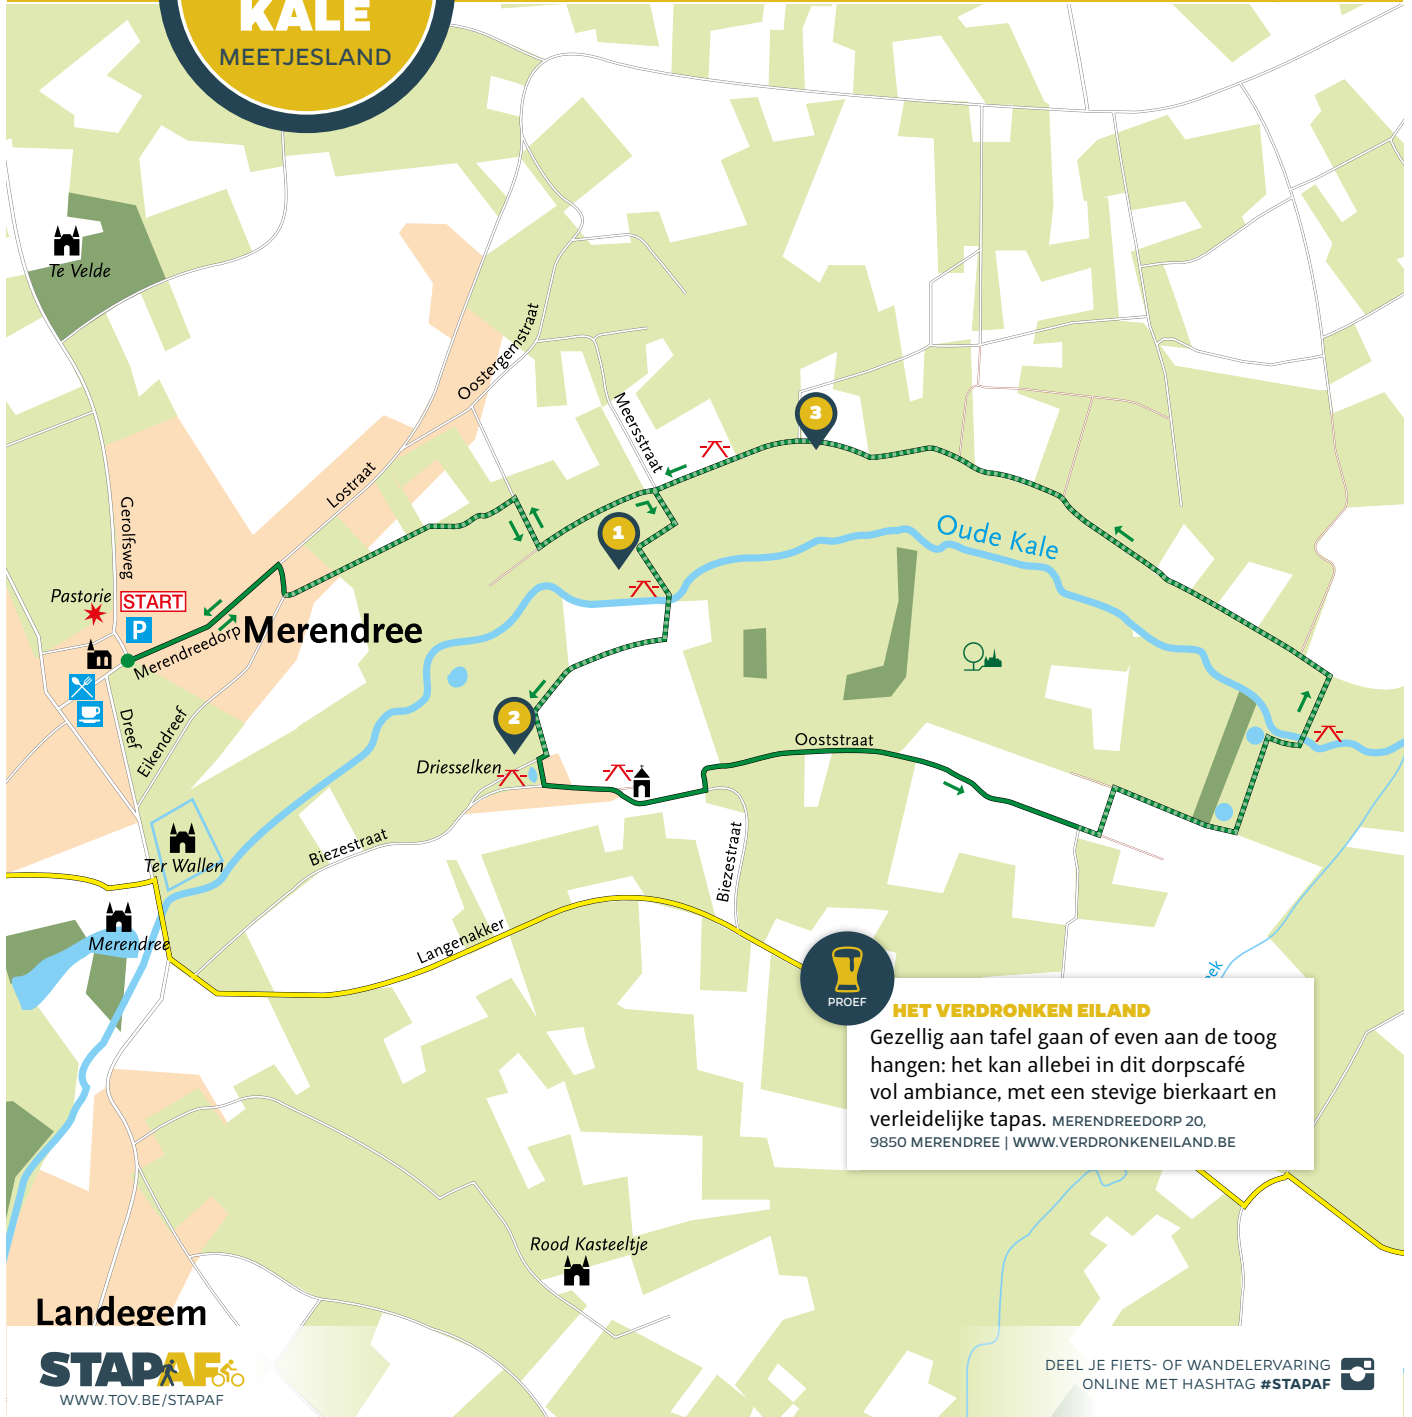 KALE
MEETJESLAND
Te Velde
Oostergemstraat
Meersstraat
3
Lostraat
Gerolfsweg
1
Oude Kale
Pastorie
START
P
Merendree
Merendreedorp
Dreef
Eikendreef
2
Driesselken
Ooststraat
Biezestraat
Biezestraat
Ter Wallen
Merendree
Langenakker
ek
PROEF
HET VERDRONKEN EILAND
Gezellig aan tafel gaan of even aan de toog
hangen: het kan allebei in dit dorpscafé
vol ambiance, met een stevige bierkaart en
verleidelijke tapas. MERENDREEDORP 20,
9850 MERENDREE | WWW.VERDRONKENEILAND.BE
Rood Kasteeltje
Landegem
STAPAF
WWW.TOV.BE/STAPAF
DEEL JE FIETS- OF WANDELERVARING
ONLINE MET HASHTAG #STAPAF